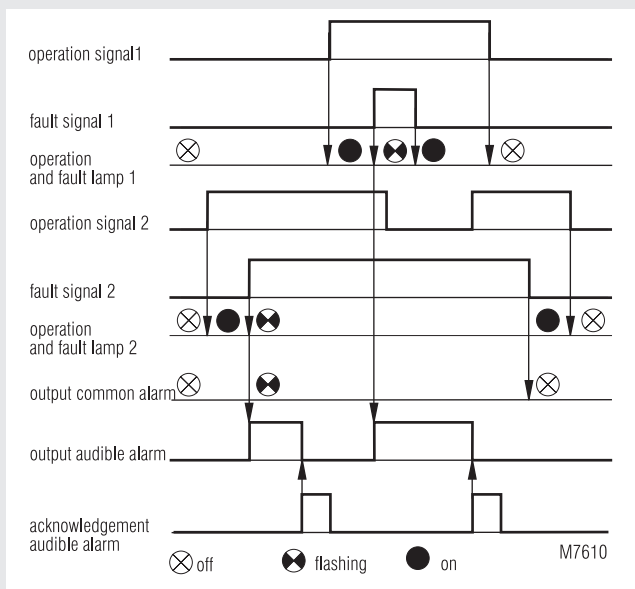 operation signal1
fault signal 1
operation
and fault lamp 1
operation signal 2
fault signal 2
operation
and fault lamp 2
output common alarm
output audible alarm
acknowledgement
audible alarm
off
flashing
on
M7610